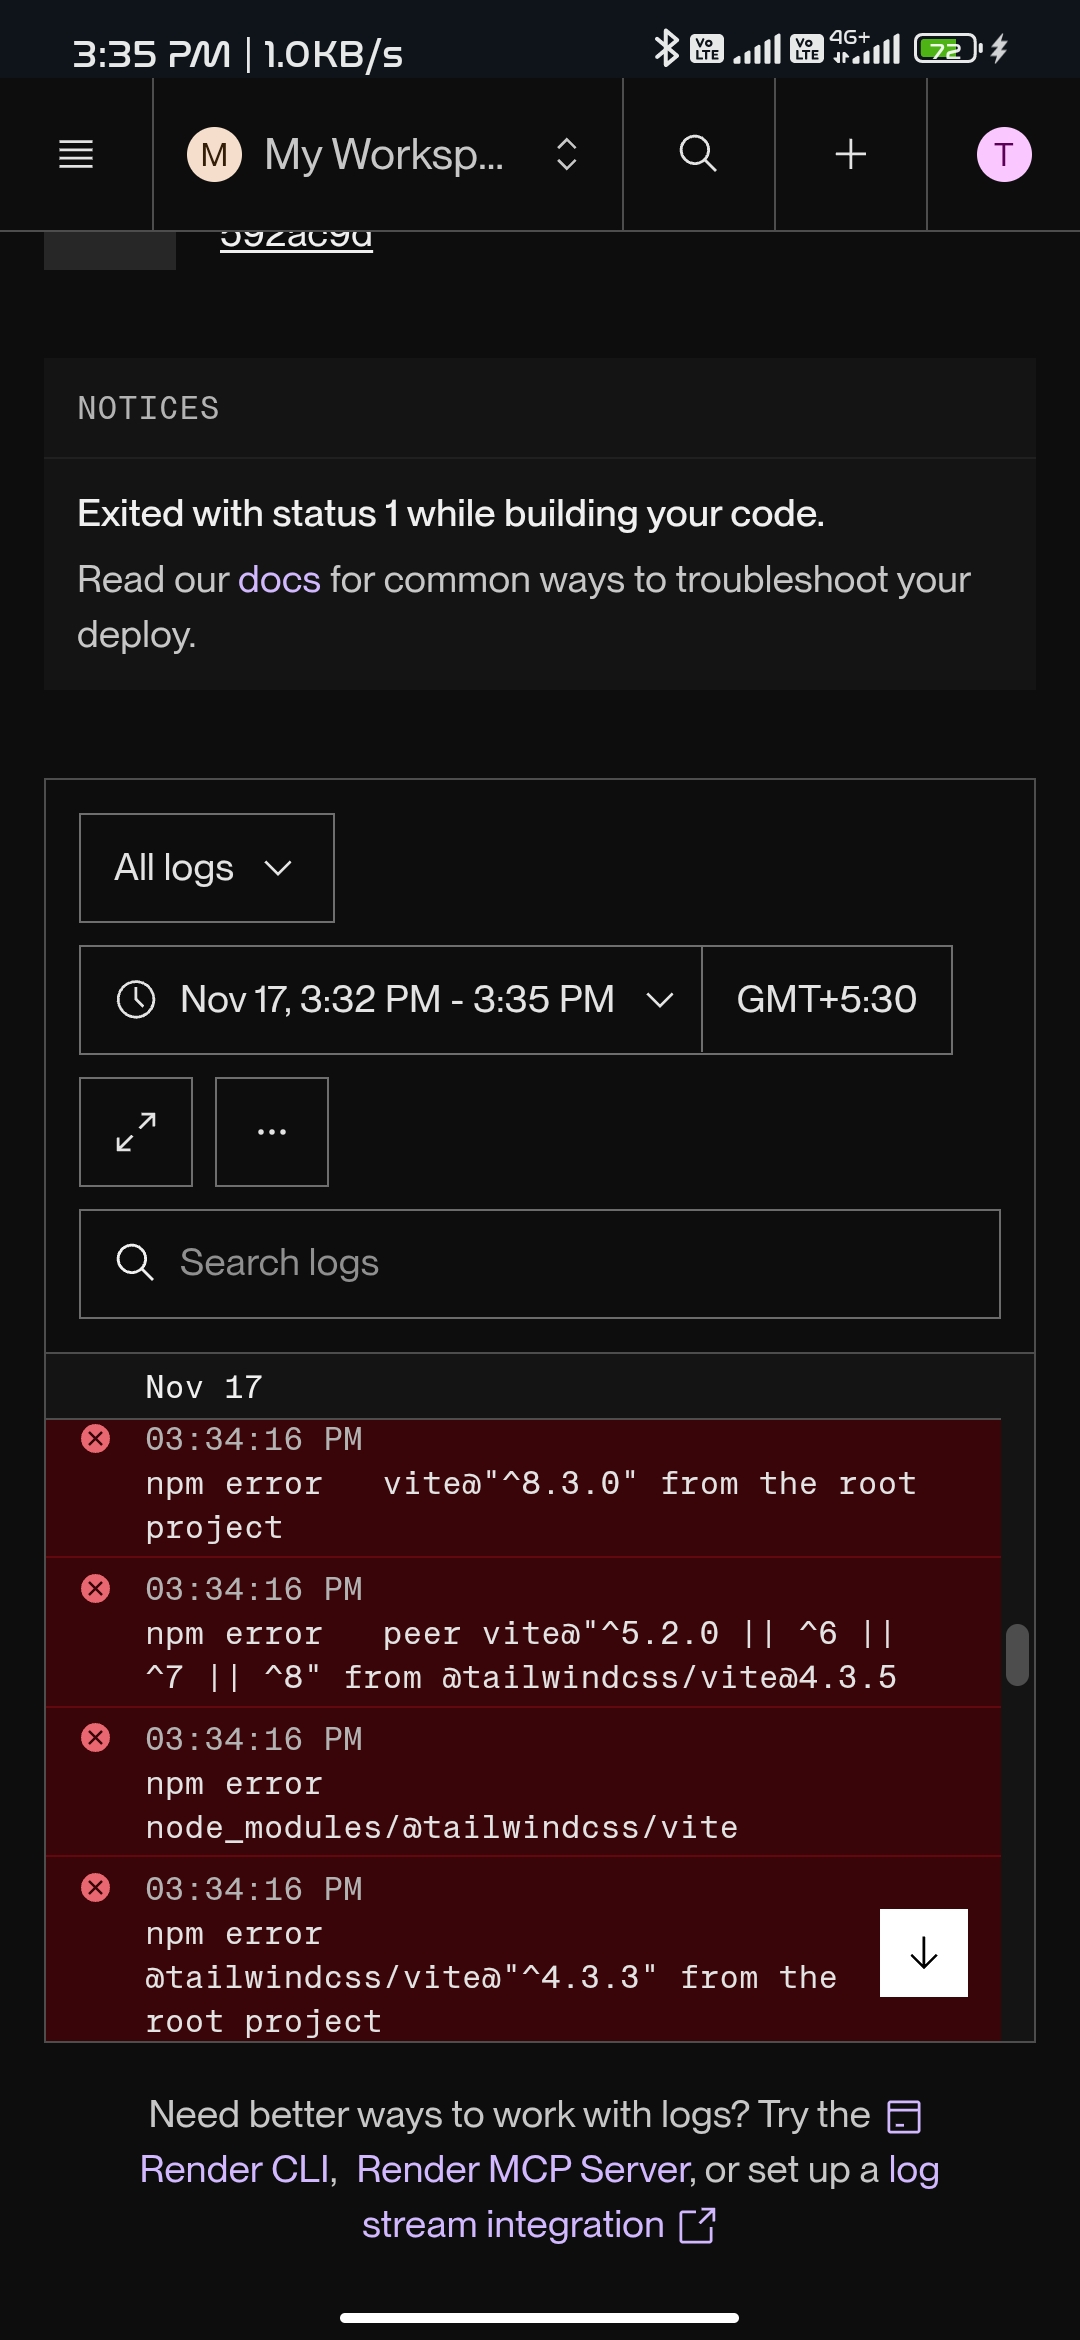 3:35 PM | 1.0KB/s
Vo LTE
Vo LTE
4G+
72
M
My Worksp...
T
592ac9d
NOTICES
Exited with status 1 while building your code.
Read our docs for common ways to troubleshoot your
deploy.
All logs
Nov 17, 3:32 PM - 3:35 PM
GMT+5:30
...
Search logs
Nov 17
03:34:16 PM
npm error   vite@"^8.3.0" from the root
project
03:34:16 PM
npm error   peer vite@"^5.2.0 || ^6 ||
^7 || ^8" from @tailwindcss/vite@4.3.5
03:34:16 PM
npm error
node_modules/@tailwindcss/vite
03:34:16 PM
npm error
@tailwindcss/vite@"^4.3.3" from the
root project
Need better ways to work with logs? Try the
Render CLI, Render MCP Server, or set up a log
stream integration